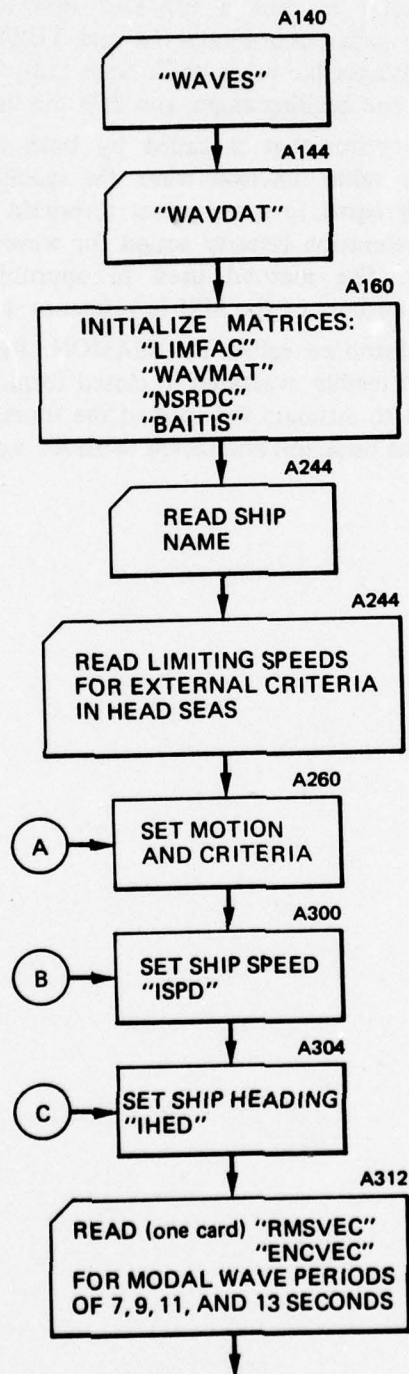 A140
"WAVES"
A144
"WAVDAT"
A160
INITIALIZE MATRICES:
"LIMFAC"
"WAVMAT"
"NSRDC"
"BAITIS"
A244
READ SHIP
NAME
A244
READ LIMITING SPEEDS
FOR EXTERNAL CRITERIA
IN HEAD SEAS
A260
A
SET MOTION
AND CRITERIA
A300
B
SET SHIP SPEED
"ISPD"
A304
C
SET SHIP HEADING
"IHED"
A312
READ (one card) "RMSVEC"
"ENCVEC"
FOR MODAL WAVE PERIODS
OF 7, 9, 11, AND 13 SECONDS